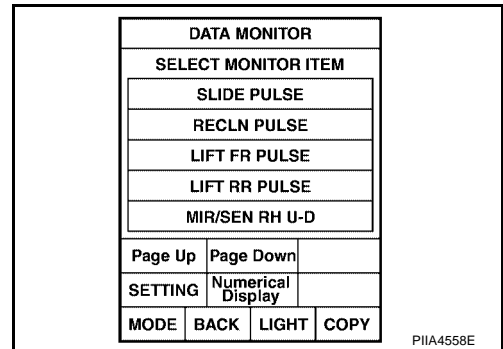 DATA MONITOR
SELECT MONITOR ITEM
SLIDE PULSE
RECLN PULSE
LIFT FR PULSE
LIFT RR PULSE
MIR/SEN RH U-D
Page Up Page Down
SETTING Numerical Display
MODE BACK LIGHT COPY
PIIA4558E